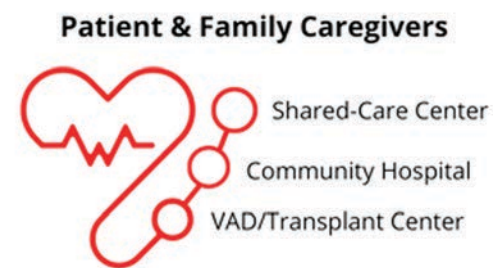 Patient & Family Caregivers
Shared-Care Center
Community Hospital
VAD/Transplant Center